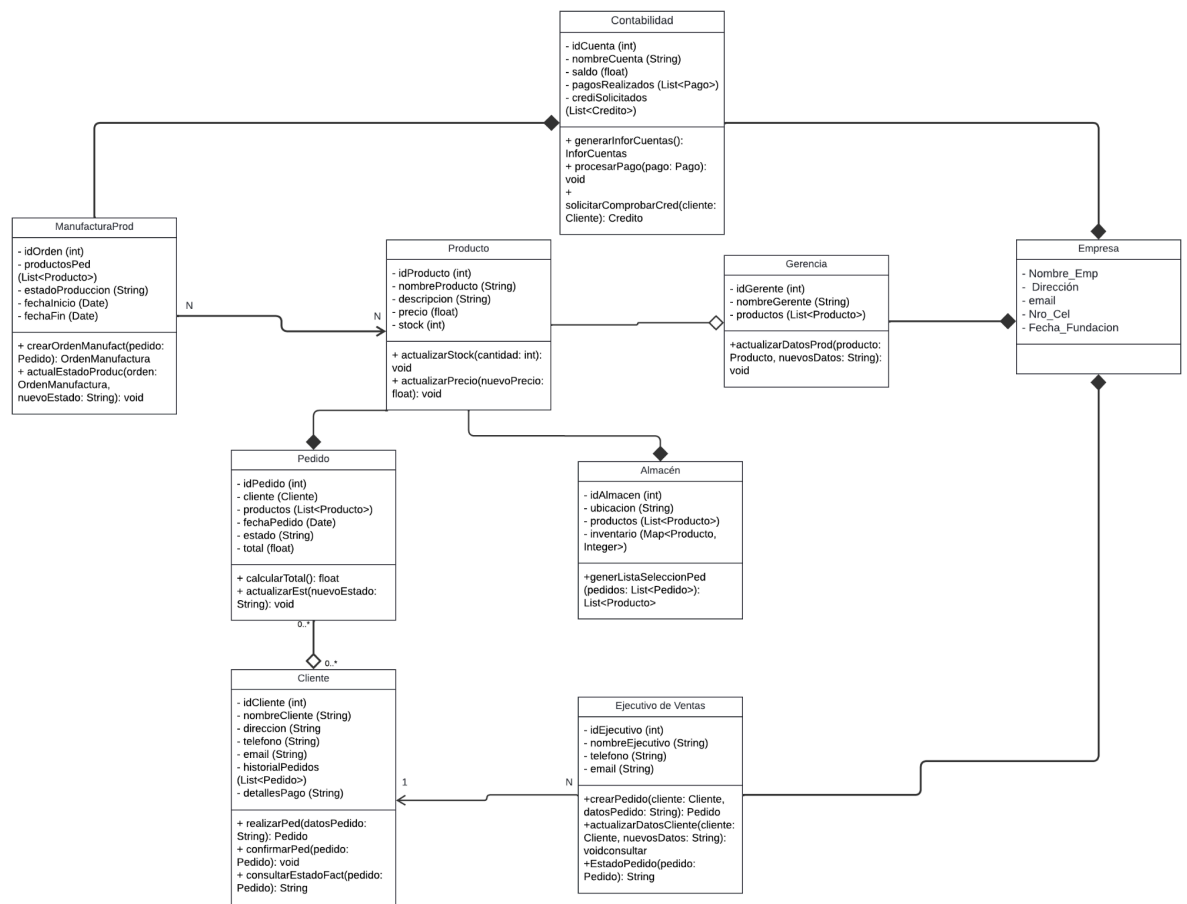 Contabilidad
- idCuenta (int)
- nombreCuenta (String)
- saldo (float)
- pagosRealizados (List<Pago>)
- crediSolicitados
(List<Credito>)
+ generarInforCuentas():
InforCuentas
+ procesarPago(pago: Pago):
void
+
solicitarComprobarCred(cliente:
Cliente): Credito
ManufacturaProd
- idOrden (int)
- productosPed
(List<Producto>)
- estadoProduccion (String)
- fechaInicio (Date)
- fechaFin (Date)
+ crearOrdenManufact(pedido:
Pedido): OrdenManufactura
+ actualEstadoProduc(orden:
OrdenManufactura,
nuevoEstado: String): void
N
N
Producto
- idProducto (int)
- nombreProducto (String)
- descripcion (String)
- precio (float)
- stock (int)
+ actualizarStock(cantidad: int):
void
+ actualizarPrecio(nuevoPrecio:
float): void
Gerencia
- idGerente (int)
- nombreGerente (String)
- productos (List<Producto>)
+actualizarDatosProd(producto:
Producto, nuevosDatos: String):
void
Empresa
- Nombre_Emp
- Dirección
- email
- Nro_Cel
- Fecha_Fundacion
Pedido
- idPedido (int)
- cliente (Cliente)
- productos (List<Producto>)
- fechaPedido (Date)
- estado (String)
- total (float)
+ calcularTotal(): float
+ actualizarEst(nuevoEstado:
String): void
0..*
0..*
Almacén
- idAlmacen (int)
- ubicacion (String)
- productos (List<Producto>)
- inventario (Map<Producto,
Integer>)
+generListaSeleccionPed
(pedidos: List<Pedido>):
List<Producto>
Cliente
- idCliente (int)
- nombreCliente (String)
- direccion (String
- telefono (String)
- email (String)
- historialPedidos
(List<Pedido>)
- detallesPago (String)
+ realizarPed(datosPedido:
String): Pedido
+ confirmarPed(pedido:
Pedido): void
+ consultarEstadoFact(pedido:
Pedido): String
1
N
Ejecutivo de Ventas
- idEjecutivo (int)
- nombreEjecutivo (String)
- telefono (String)
- email (String)
+crearPedido(cliente: Cliente,
datosPedido: String): Pedido
+actualizarDatosCliente(cliente:
Cliente, nuevosDatos: String):
voidconsultar
+EstadoPedido(pedido:
Pedido): String